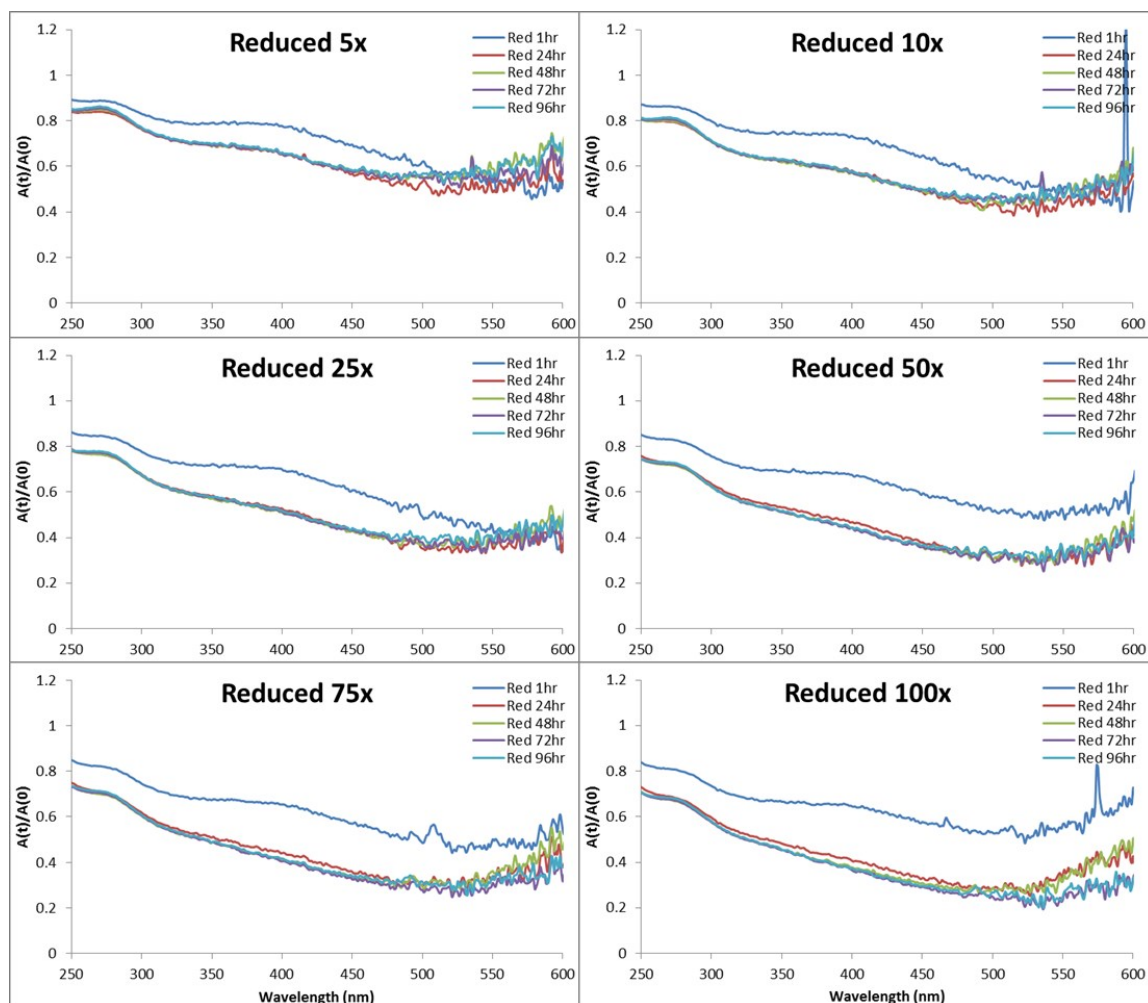 Reduced 5x
Red 1hr
Red 24hr
Red 48hr
Red 72hr
Red 96hr
A(t)/A(0)
1.2
1
0.8
0.6
0.4
0.2
0
250 300 350 400 450 500 550 600
Reduced 10x
Red 1hr
Red 24hr
Red 48hr
Red 72hr
Red 96hr
A(t)/A(0)
1.2
1
0.8
0.6
0.4
0.2
0
250 300 350 400 450 500 550 600
Reduced 25x
Red 1hr
Red 24hr
Red 48hr
Red 72hr
Red 96hr
A(t)/A(0)
1.2
1
0.8
0.6
0.4
0.2
0
250 300 350 400 450 500 550 600
Reduced 50x
Red 1hr
Red 24hr
Red 48hr
Red 72hr
Red 96hr
A(t)/A(0)
1.2
1
0.8
0.6
0.4
0.2
0
250 300 350 400 450 500 550 600
Reduced 75x
Red 1hr
Red 24hr
Red 48hr
Red 72hr
Red 96hr
A(t)/A(0)
1.2
1
0.8
0.6
0.4
0.2
0
250 300 350 400 450 500 550 600
Wavelength (nm)
Reduced 100x
Red 1hr
Red 24hr
Red 48hr
Red 72hr
Red 96hr
A(t)/A(0)
1.2
1
0.8
0.6
0.4
0.2
0
250 300 350 400 450 500 550 600
Wavelength (nm)